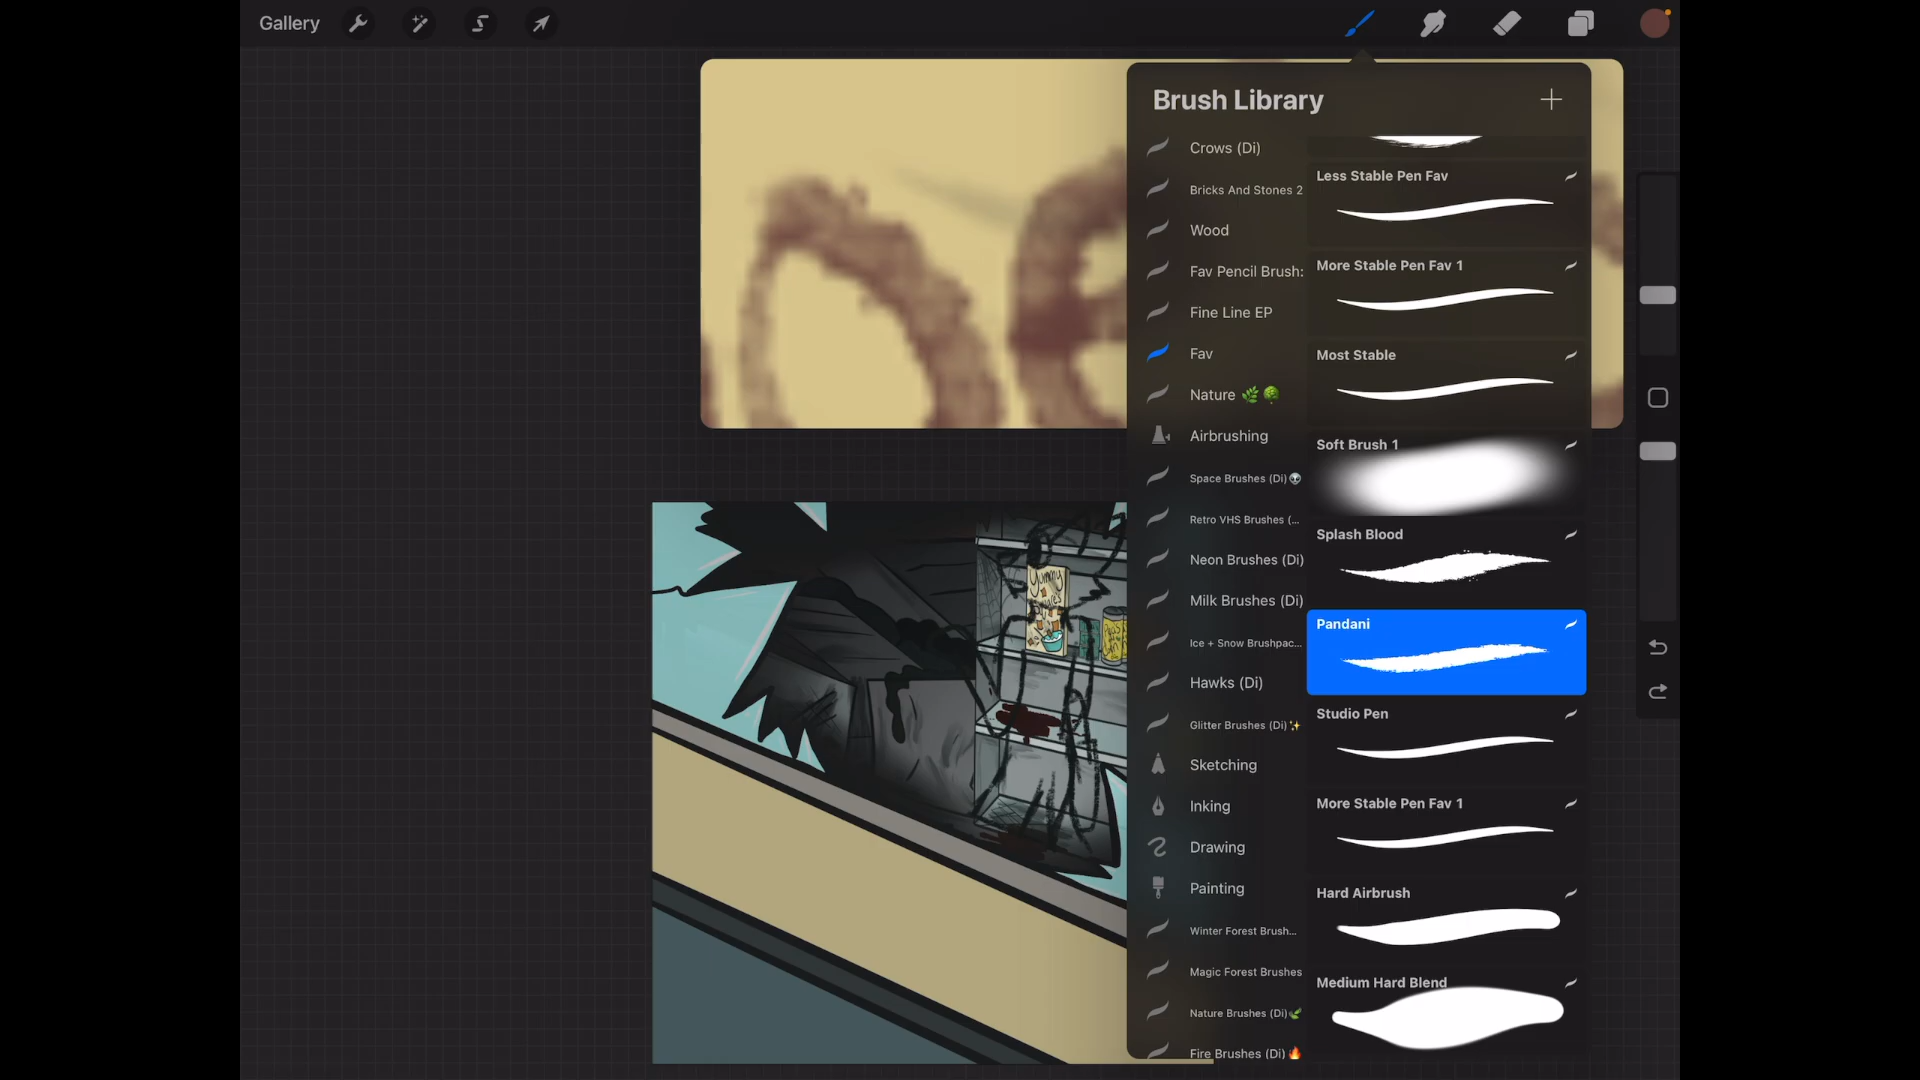 Gallery
Brush Library
Crows (Di)
Bricks And Stones 2
Wood
Fav Pencil Brush:
Fine Line EP
Fav
Nature 🌿🌳
Airbrushing
Space Brushes (Di)👽
Retro VHS Brushes (...
Neon Brushes (Di)
Milk Brushes (Di)
Ice + Snow Brushpac...
Hawks (Di)
Glitter Brushes (Di)✨
Sketching
Inking
Drawing
Painting
Winter Forest Brush...
Magic Forest Brushes
Nature Brushes (Di)🌿
Fire Brushes (Di)🔥
Less Stable Pen Fav
More Stable Pen Fav 1
Most Stable
Soft Brush 1
Splash Blood
Pandani
Studio Pen
More Stable Pen Fav 1
Hard Airbrush
Medium Hard Blend
Yummy